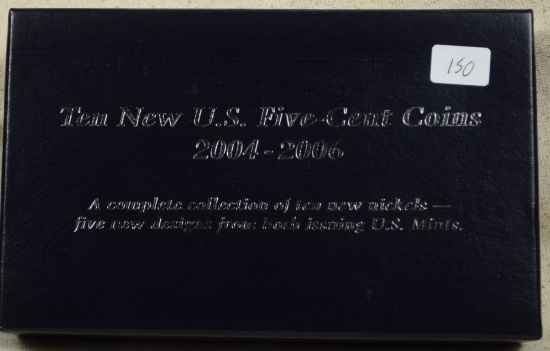 150
Ten New U.S. Five-Cent Coins
2004-2006
A complete collection of ten new nickels —
five new designs from both issuing U.S. Mints.